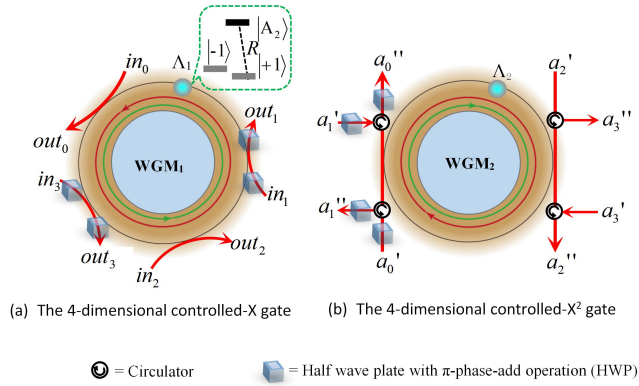 in₀
Λ₁
|-1⟩
|A₂⟩
R
|+1⟩
out₀
out₁
in₃
WGM₁
in₁
out₃
out₂
in₂
(a) The 4-dimensional controlled-X gate
a₀''
Λ₂
a₂'
a₁'
a₃''
WGM₂
a₁''
a₃'
a₀'
a₂''
(b) The 4-dimensional controlled-X² gate
= Circulator
= Half wave plate with π-phase-add operation (HWP)